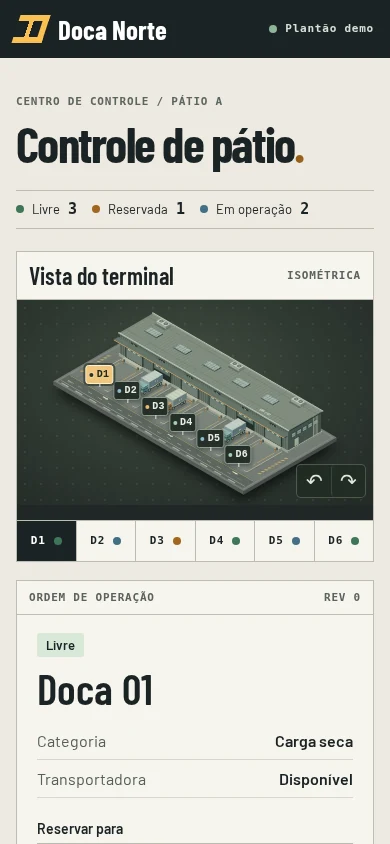 Doca Norte
Plantão demo
CENTRO DE CONTROLE / PÁTIO A
Controle de pátio.
Livre 3 Reservada 1 Em operação 2
Vista do terminal
ISOMÉTRICA
D1
D2
D3
D4
D5
D6
D1 D2 D3 D4 D5 D6
ORDEM DE OPERAÇÃO
REV 0
Livre
Doca 01
Categoria Carga seca
Transportadora Disponível
Reservar para